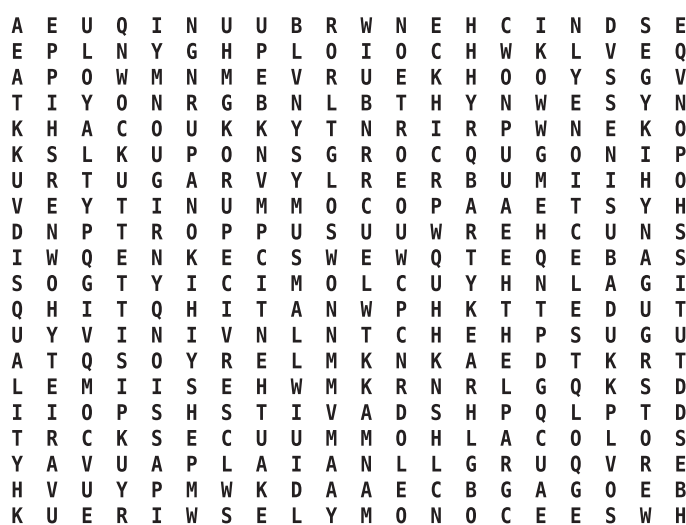 A E U Q I N U U B R W N E H C I N D S E
E P L N Y G H P L O I O C H W K L V E Q
A P O W M N M E V R U E K H O O Y S G V
T I Y O N R G B N L B T H Y N W E S Y N
K H A C O U K K Y T N R I R P W N E K O
K S L K U P O N S G R O C Q U G O N I P
U R T U G A R V Y L R E R B U M I I H O
V E Y T I N U M M O C O P A A E T S Y H
D N P T R O P P U S U U W R E H C U N S
I W Q E N K E C S W E W Q T E Q E B A S
S O G T Y I C I M O L C U Y H N L A G I
Q H I T Q H I T A N W P H K T T E D U T
U Y V I N I V N L N T C H E H P S U G U
A T Q S O Y R E L M K N K A E D T K R T
L E M I I S E H W M K R N R L G Q K S D
I I O P S H S T I V A D S H P Q L P T D
T R C K S E C U U M M O H L A C O L O S
Y A V U A P L A I A N L L G R U Q V R E
H V U Y P M W K D A A E C B G A G O E B
K U E R I W S E L Y M O N O C E E S W H